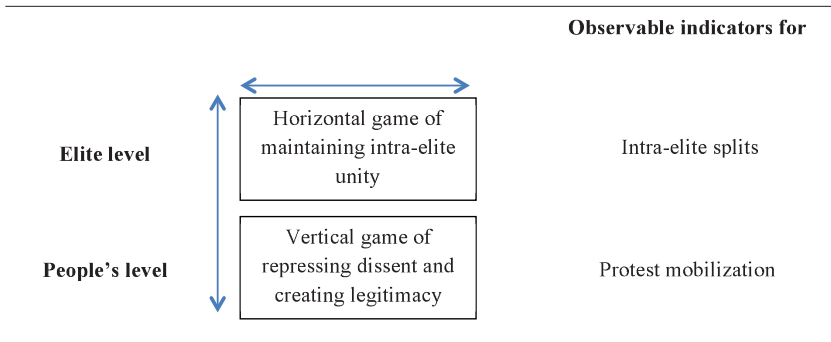 Observable indicators for
Elite level
Horizontal game of
maintaining intra-elite
unity
Intra-elite splits
People’s level
Vertical game of
repressing dissent and
creating legitimacy
Protest mobilization